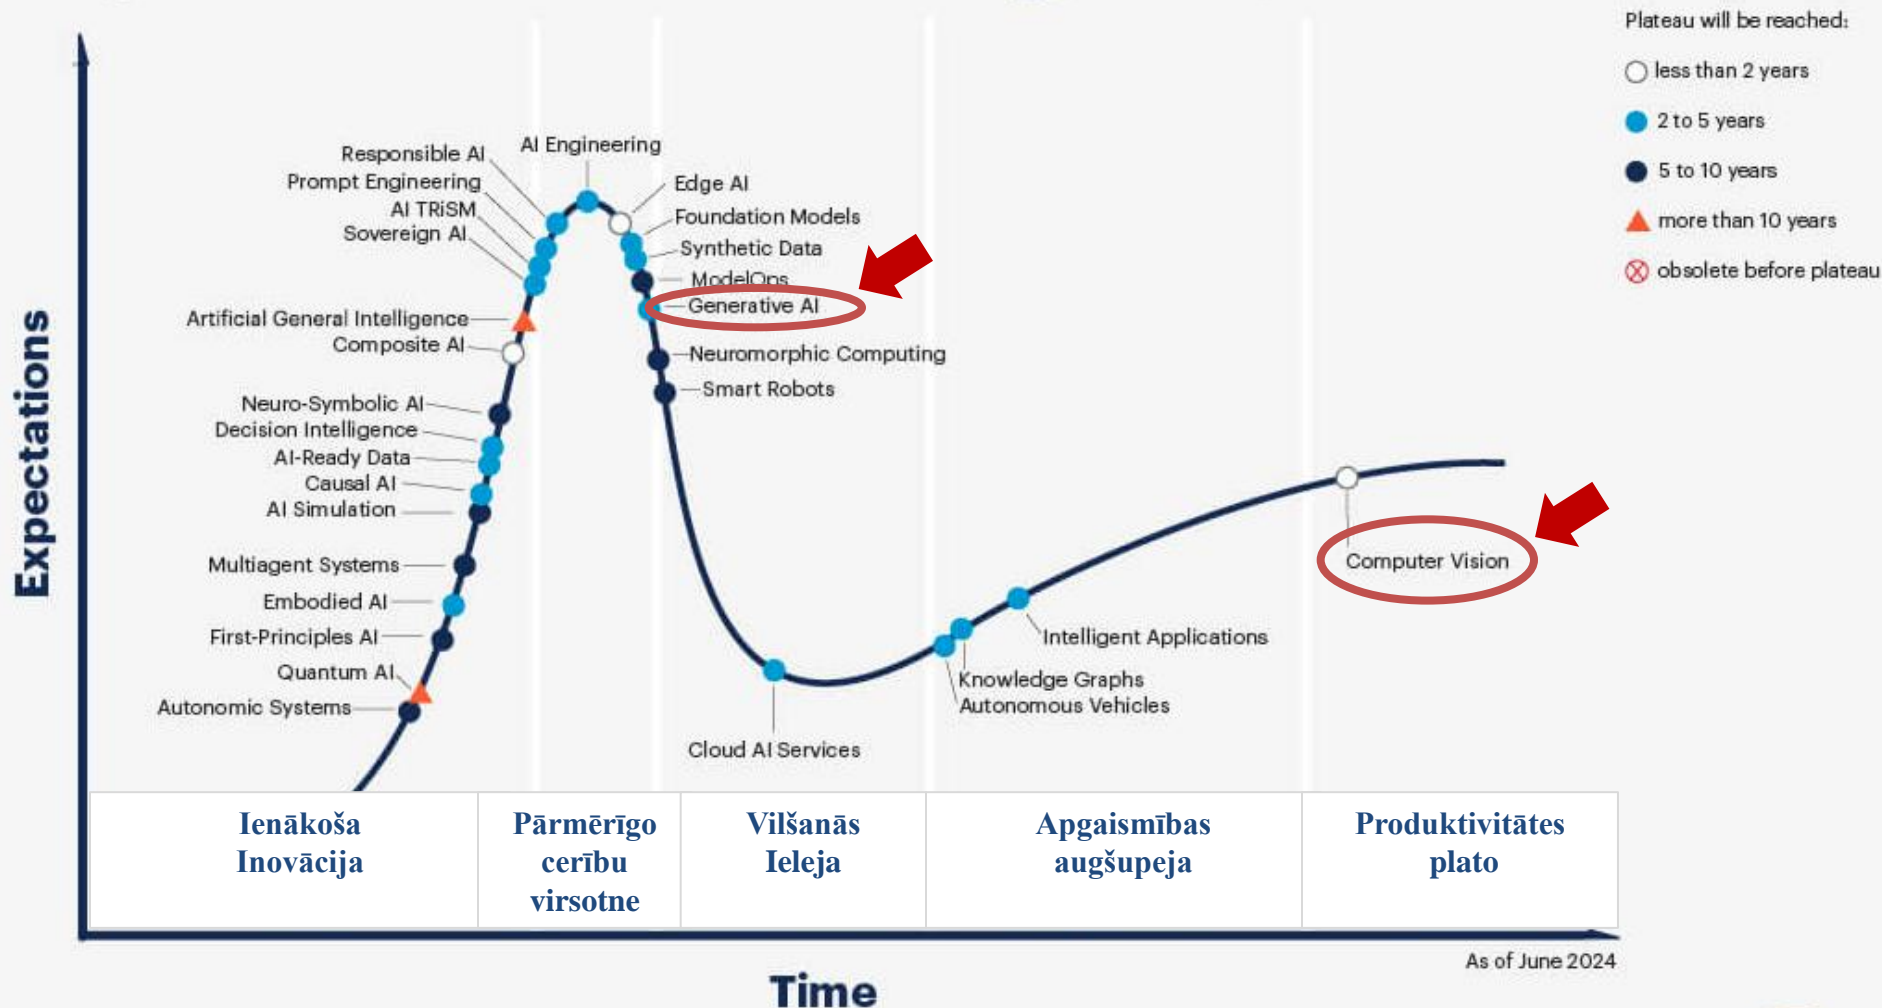 Plateau will be reached:
less than 2 years
2 to 5 years
5 to 10 years
more than 10 years
obsolete before plateau
Expectations
AI Engineering
Responsible AI
Prompt Engineering
AI TRiSM
Sovereign AI
Artificial General Intelligence
Composite AI
Neuro-Symbolic AI
Decision Intelligence
AI-Ready Data
Causal AI
AI Simulation
Multiagent Systems
Embodied AI
First-Principles AI
Quantum AI
Autonomic Systems
Edge AI
Foundation Models
Synthetic Data
ModelOps
Generative AI
Neuromorphic Computing
Smart Robots
Cloud AI Services
Intelligent Applications
Knowledge Graphs
Autonomous Vehicles
Computer Vision
Ienākoša
Inovācija
Pārmērīgo
cerību
virsotne
Vilšanās
Ieleja
Apgaismības
augšupeja
Produktivitātes
plato
As of June 2024
Time